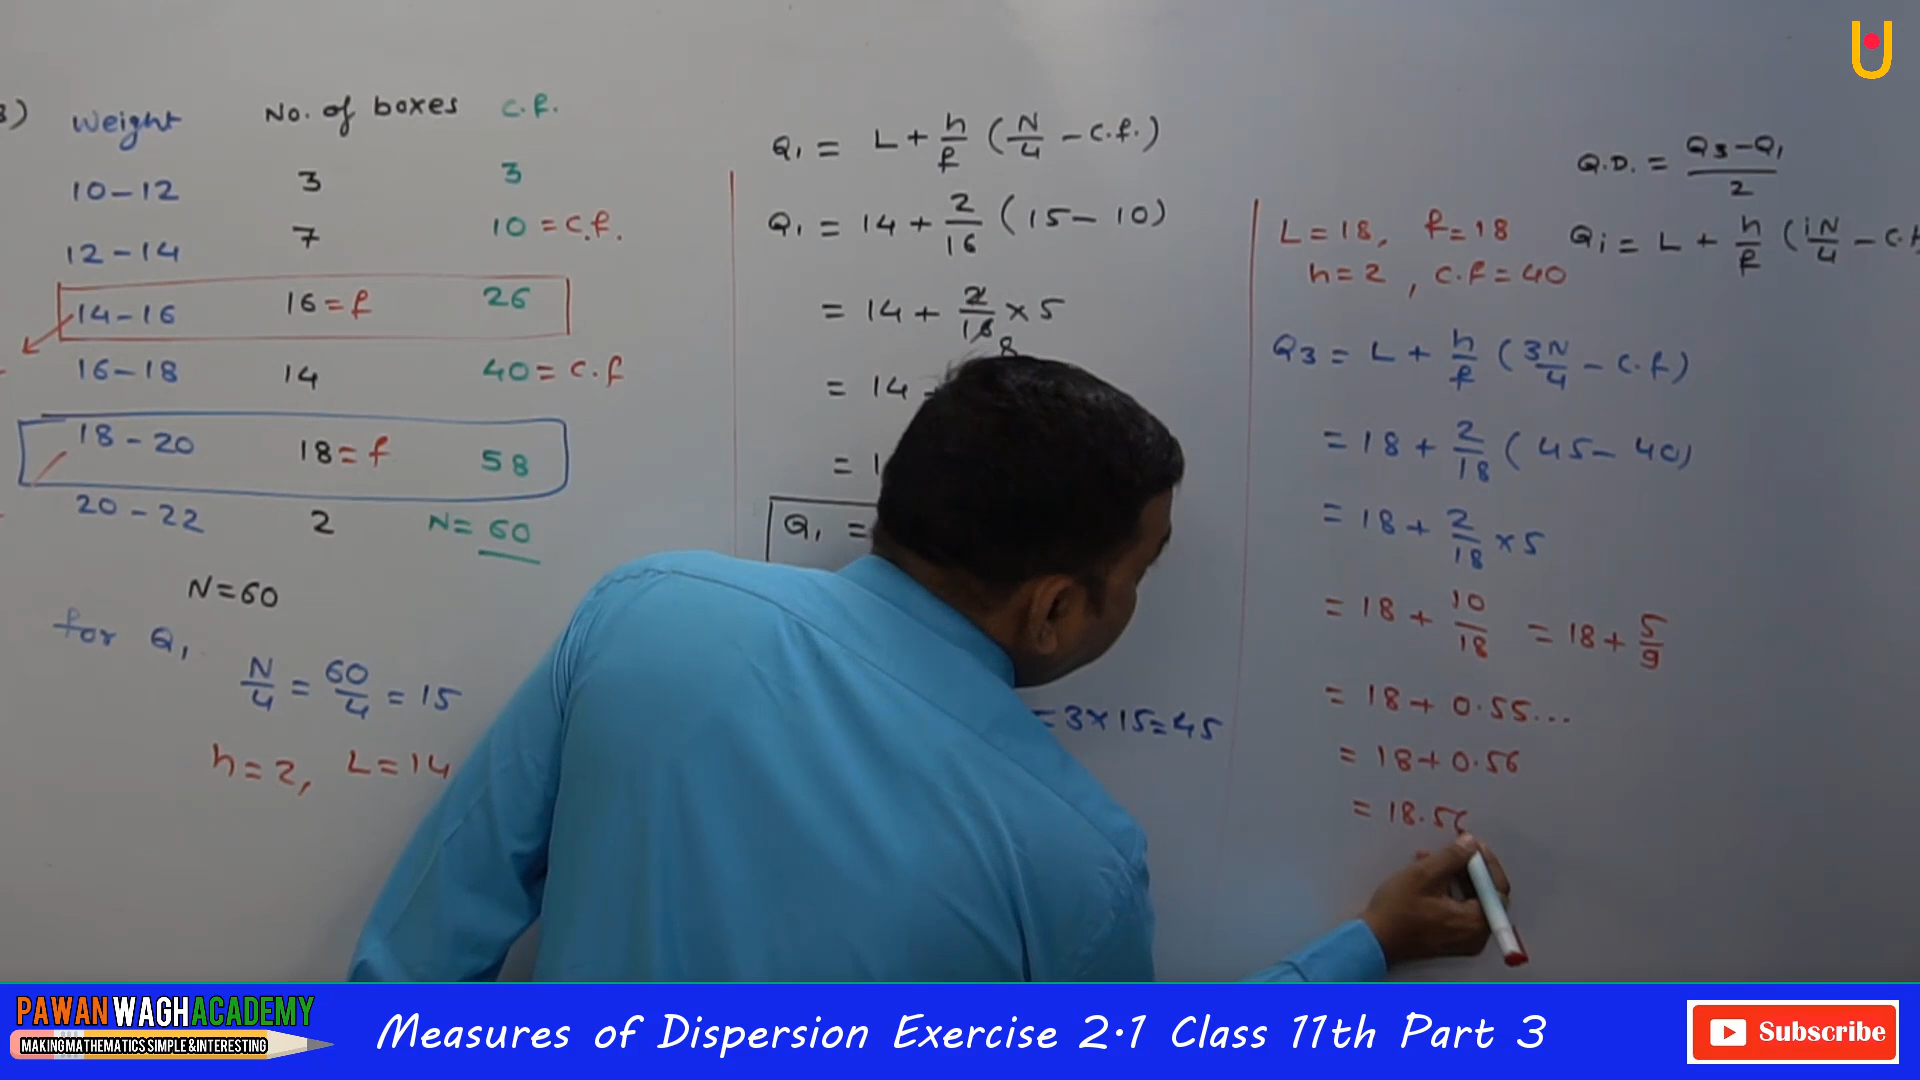 3) Weight No. of boxes c.f.
10-12 3 3
12-14 7 10 = c.f.
14-16 16 = f 26
16-18 14 40 = c.f
18-20 18 = f 58
20-22 2 N = 60
N = 60
for Q₁
N/4 = 60/4 = 15
h = 2, L = 14
Q₁ = L + h/f (N/4 - c.f.)
Q₁ = 14 + 2/16 (15 - 10)
= 14 + 2/16 × 5
8
= 14
= 1
Q₁ =
= 3 × 15 = 45
Q.D. = Q₃ - Q₁/2
Qi = L + h/f (iN/4 - c.f
L = 18, f = 18
h = 2, c.f = 40
Q₃ = L + h/f (3N/4 - c.f)
= 18 + 2/18 (45 - 40)
= 18 + 2/18 × 5
= 18 + 10/18 = 18 + 5/9
= 18 + 0.55...
= 18 + 0.56
= 18.56
PAWAN WAGH ACADEMY
MAKING MATHEMATICS SIMPLE & INTERESTING
Measures of Dispersion Exercise 2.1 Class 11th Part 3
Subscribe